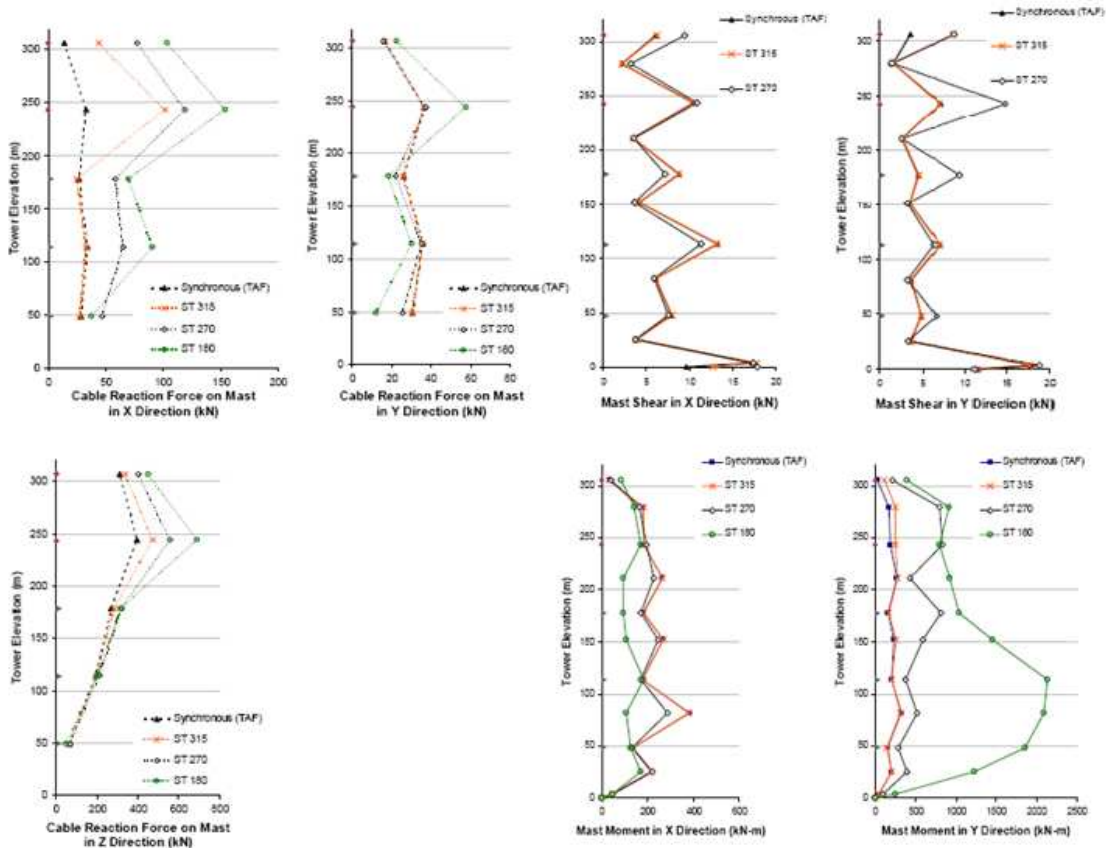 Tower Elevation (m)
300
250
200
150
100
50
0
0 50 100 150 200
Synchronous (TAF)
ST 315
ST 270
ST 180
Cable Reaction Force on Mast
in X Direction (kN)
Tower Elevation (m)
300
250
200
150
100
50
0
0 20 40 60 80
Synchronous (TAF)
ST 315
ST 270
ST 180
Cable Reaction Force on Mast
in Y Direction (kN)
Synchronous (TAF)
ST 315
ST 270
Tower Elevation (m)
300
250
200
150
100
50
0
0 5 10 15 20
Mast Shear in X Direction (kN)
Synchronous (TAF)
ST 315
ST 270
Tower Elevation (m)
300
250
200
150
100
50
0
0 5 10 15 20
Mast Shear in Y Direction (kN)
Tower Elevation (m)
300
250
200
150
100
50
0
0 200 400 600 800
Synchronous (TAF)
ST 315
ST 270
ST 180
Cable Reaction Force on Mast
in Z Direction (kN)
Synchronous (TAF)
ST 315
ST 270
ST 180
Tower Elevation (m)
300
250
200
150
100
50
0
0 200 400 600
Mast Moment in X Direction (kN-m)
Synchronous (TAF)
ST 315
ST 270
ST 180
Tower Elevation (m)
300
250
200
150
100
50
0
0 500 1000 1500 2000 2500
Mast Moment in Y Direction (kN-m)